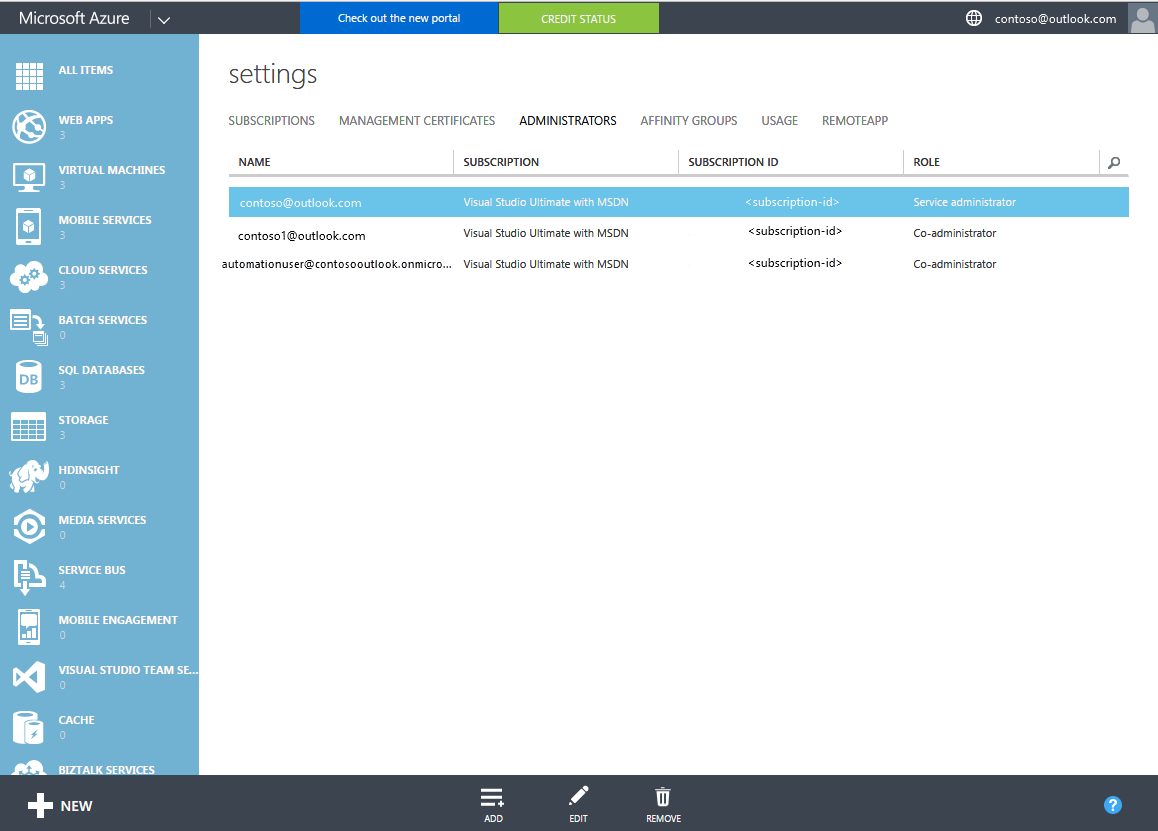 Microsoft Azure
Check out the new portal
CREDIT STATUS
contoso@outlook.com
ALL ITEMS
WEB APPS
3
VIRTUAL MACHINES
3
MOBILE SERVICES
3
CLOUD SERVICES
3
BATCH SERVICES
0
SQL DATABASES
3
DB
STORAGE
3
HDINSIGHT
0
MEDIA SERVICES
0
SERVICE BUS
4
MOBILE ENGAGEMENT
0
VISUAL STUDIO TEAM SE...
0
CACHE
0
BIZTALK SERVICES
settings
SUBSCRIPTIONS MANAGEMENT CERTIFICATES ADMINISTRATORS AFFINITY GROUPS USAGE REMOTEAPP
NAME SUBSCRIPTION SUBSCRIPTION ID ROLE
contoso@outlook.com Visual Studio Ultimate with MSDN <subscription-id> Service administrator
contoso1@outlook.com Visual Studio Ultimate with MSDN <subscription-id> Co-administrator
automationuser@contosooutlook.onmicro... Visual Studio Ultimate with MSDN <subscription-id> Co-administrator
NEW
ADD
EDIT
REMOVE
?